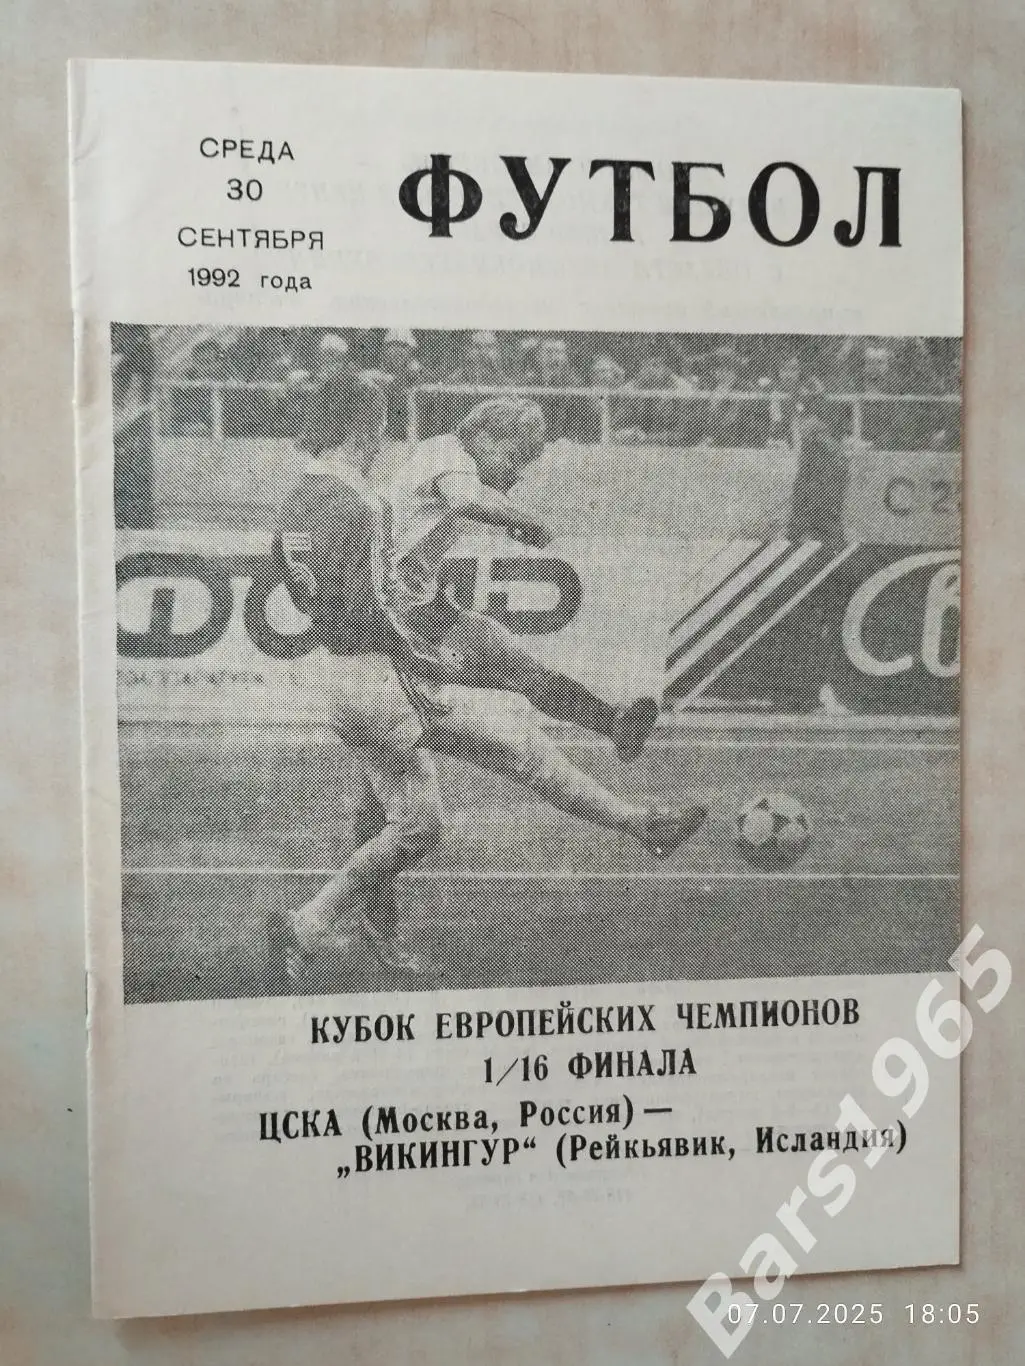 СРЕДА
30
СЕНТЯБРЯ
1992 года
ФУТБОЛ
КУБОК ЕВРОПЕЙСКИХ ЧЕМПИОНОВ
1/16 ФИНАЛА
ЦСКА (Москва, Россия) —
„ВИКИНГУР“ (Рейкьявик, Исландия)
Bars1965
07.07.2025 18:05